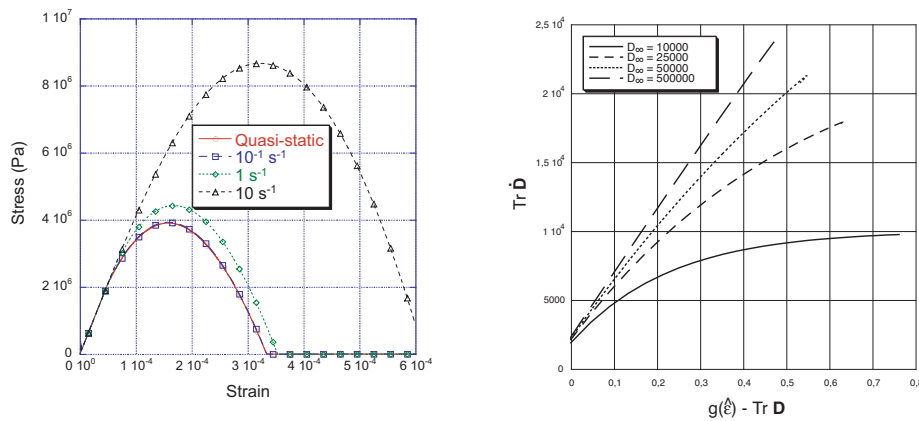 1 10⁷
8 10⁶
6 10⁶
4 10⁶
2 10⁶
0
0 10⁰
1 10⁻⁴
2 10⁻⁴
3 10⁻⁴
4 10⁻⁴
5 10⁻⁴
6 10⁻⁴
Stress (Pa)
Strain
Quasi-static
10⁻¹ s⁻¹
1 s⁻¹
10 s⁻¹
2,5 10⁴
2 10⁴
1,5 10⁴
1 10⁴
5000
0
0
0,1
0,2
0,3
0,4
0,5
0,6
0,7
0,8
Tr Ḋ
g(ε̂) - Tr D
D∞ = 10000
D∞ = 25000
D∞ = 50000
D∞ = 500000